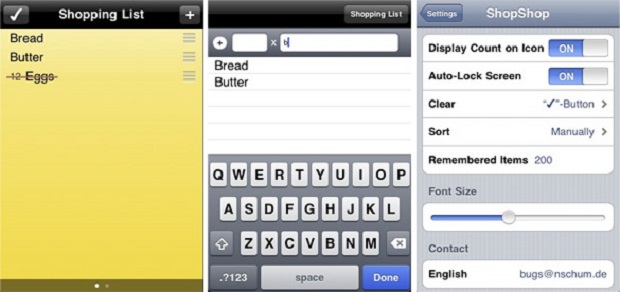 Shopping List
Bread
Butter
12 Eggs
Shopping List
x b
Bread
Butter
Q W E R T Y U I O P
A S D F G H J K L
Z X C V B N M
.?123 space Done
Settings ShopShop
Display Count on Icon ON
Auto-Lock Screen ON
Clear "✓"-Button
Sort Manually
Remembered Items 200
Font Size
Contact
English bugs@nschum.de